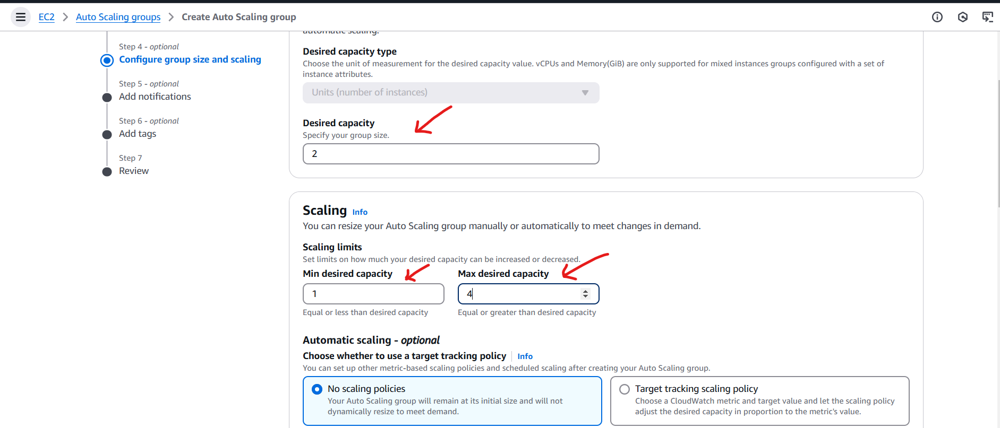 EC2 > Auto Scaling groups > Create Auto Scaling group
Step 4 - optional
Configure group size and scaling
Step 5 - optional
Add notifications
Step 6 - optional
Add tags
Step 7
Review
automatic scaling.
Desired capacity type
Choose the unit of measurement for the desired capacity value. vCPUs and Memory(GiB) are only supported for mixed instances groups configured with a set of
instance attributes.
Units (number of instances)
Desired capacity
Specify your group size.
2
Scaling Info
You can resize your Auto Scaling group manually or automatically to meet changes in demand.
Scaling limits
Set limits on how much your desired capacity can be increased or decreased.
Min desired capacity
1
Equal or less than desired capacity
Max desired capacity
4
Equal or greater than desired capacity
Automatic scaling - optional
Choose whether to use a target tracking policy Info
You can set up other metric-based scaling policies and scheduled scaling after creating your Auto Scaling group.
No scaling policies
Your Auto Scaling group will remain at its initial size and will not
dynamically resize to meet demand.
Target tracking scaling policy
Choose a CloudWatch metric and target value and let the scaling policy
adjust the desired capacity in proportion to the metric's value.